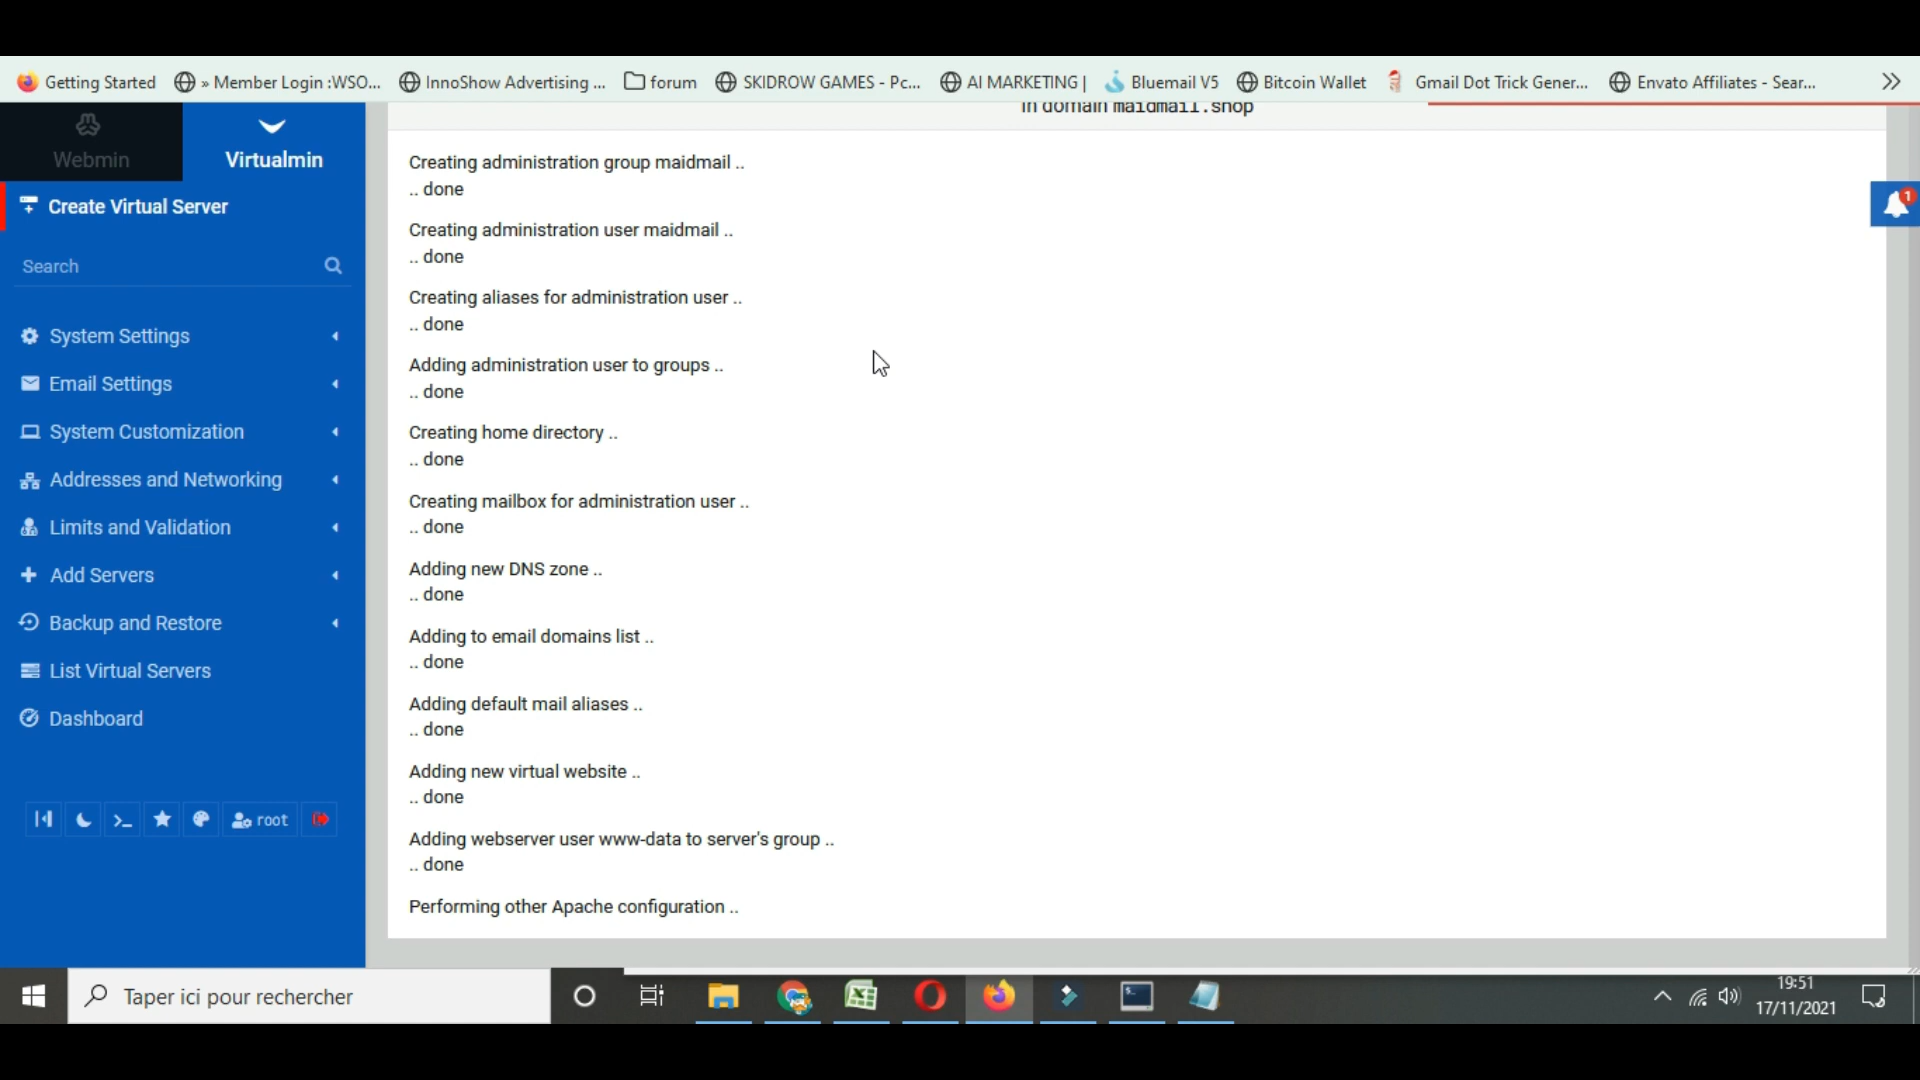 Getting Started » Member Login :WSO... InnoShow Advertising ... forum SKIDROW GAMES - Pc... AI MARKETING | Bluemail V5 Bitcoin Wallet Gmail Dot Trick Gener... Envato Affiliates - Sear...
Webmin
Virtualmin
Create Virtual Server
Search
System Settings
Email Settings
System Customization
Addresses and Networking
Limits and Validation
Add Servers
Backup and Restore
List Virtual Servers
Dashboard
root
In domain maidmail.shop
1
Creating administration group maidmail ..
.. done
Creating administration user maidmail ..
.. done
Creating aliases for administration user ..
.. done
Adding administration user to groups ..
.. done
Creating home directory ..
.. done
Creating mailbox for administration user ..
.. done
Adding new DNS zone ..
.. done
Adding to email domains list ..
.. done
Adding default mail aliases ..
.. done
Adding new virtual website ..
.. done
Adding webserver user www-data to server's group ..
.. done
Performing other Apache configuration ..
Taper ici pour rechercher
19:51
17/11/2021